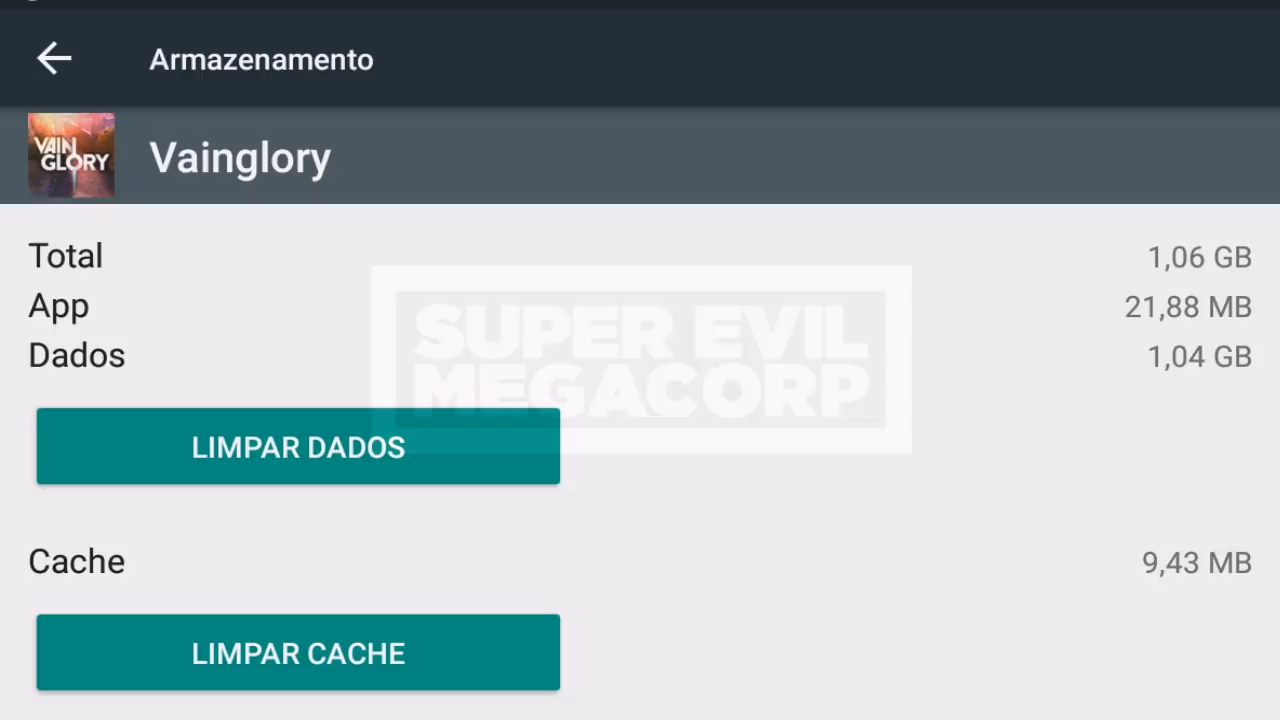 Armazenamento
VAIN
GLORY
Vainglory
Total 1,06 GB
App 21,88 MB
Dados 1,04 GB
SUPER EVIL
MEGACORP
LIMPAR DADOS
Cache 9,43 MB
LIMPAR CACHE